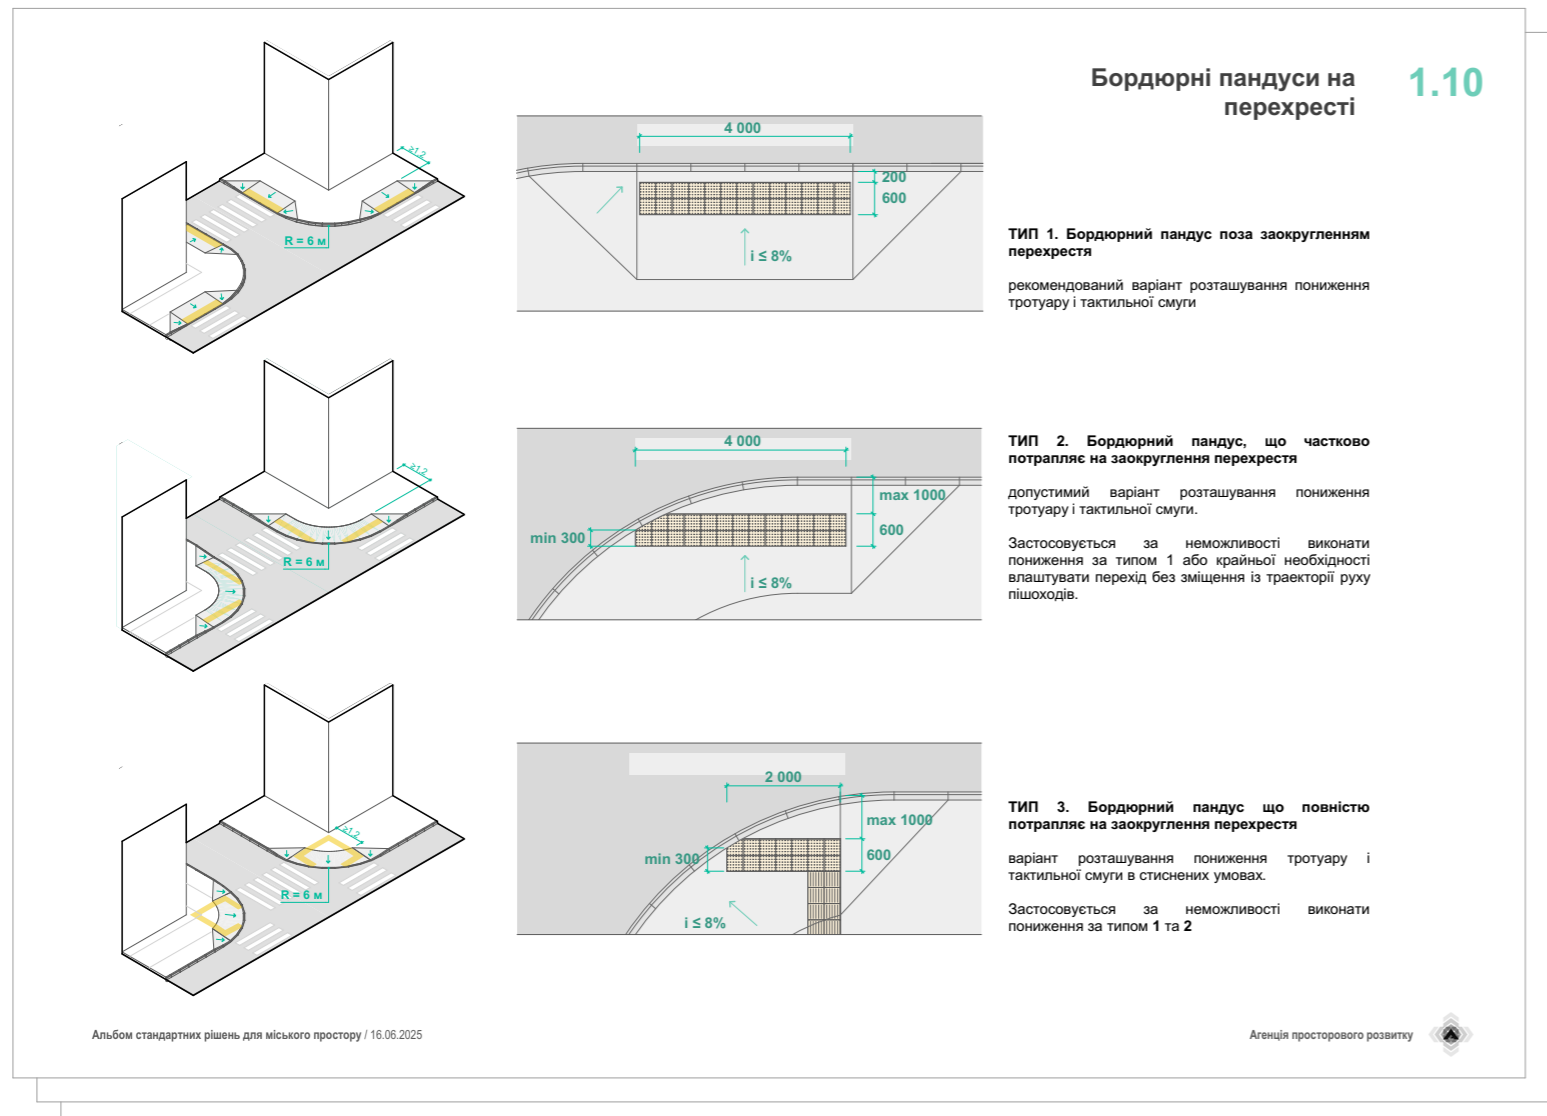 Бордюрні пандуси на
перехресті
1.10
≥1,2
R = 6 м
4 000
200
600
i ≤ 8%
ТИП 1. Бордюрний пандус поза заокругленням
перехрестя
рекомендований варіант розташування пониження
тротуару і тактильної смуги
≥1,2
R = 6 м
4 000
max 1000
600
min 300
i ≤ 8%
ТИП 2. Бордюрний пандус, що частково
потрапляє на заокруглення перехрестя
допустимий варіант розташування пониження
тротуару і тактильної смуги.
Застосовується за неможливості виконати
пониження за типом 1 або крайньої необхідності
влаштувати перехід без зміщення із траекторії руху
пішоходів.
≥1,2
R = 6 м
2 000
max 1000
600
min 300
i ≤ 8%
ТИП 3. Бордюрний пандус що повністю
потрапляє на заокруглення перехрестя
варіант розташування пониження тротуару і
тактильної смуги в стиснених умовах.
Застосовується за неможливості виконати
пониження за типом 1 та 2
Альбом стандартних рішень для міського простору / 16.06.2025
Агенція просторового розвитку